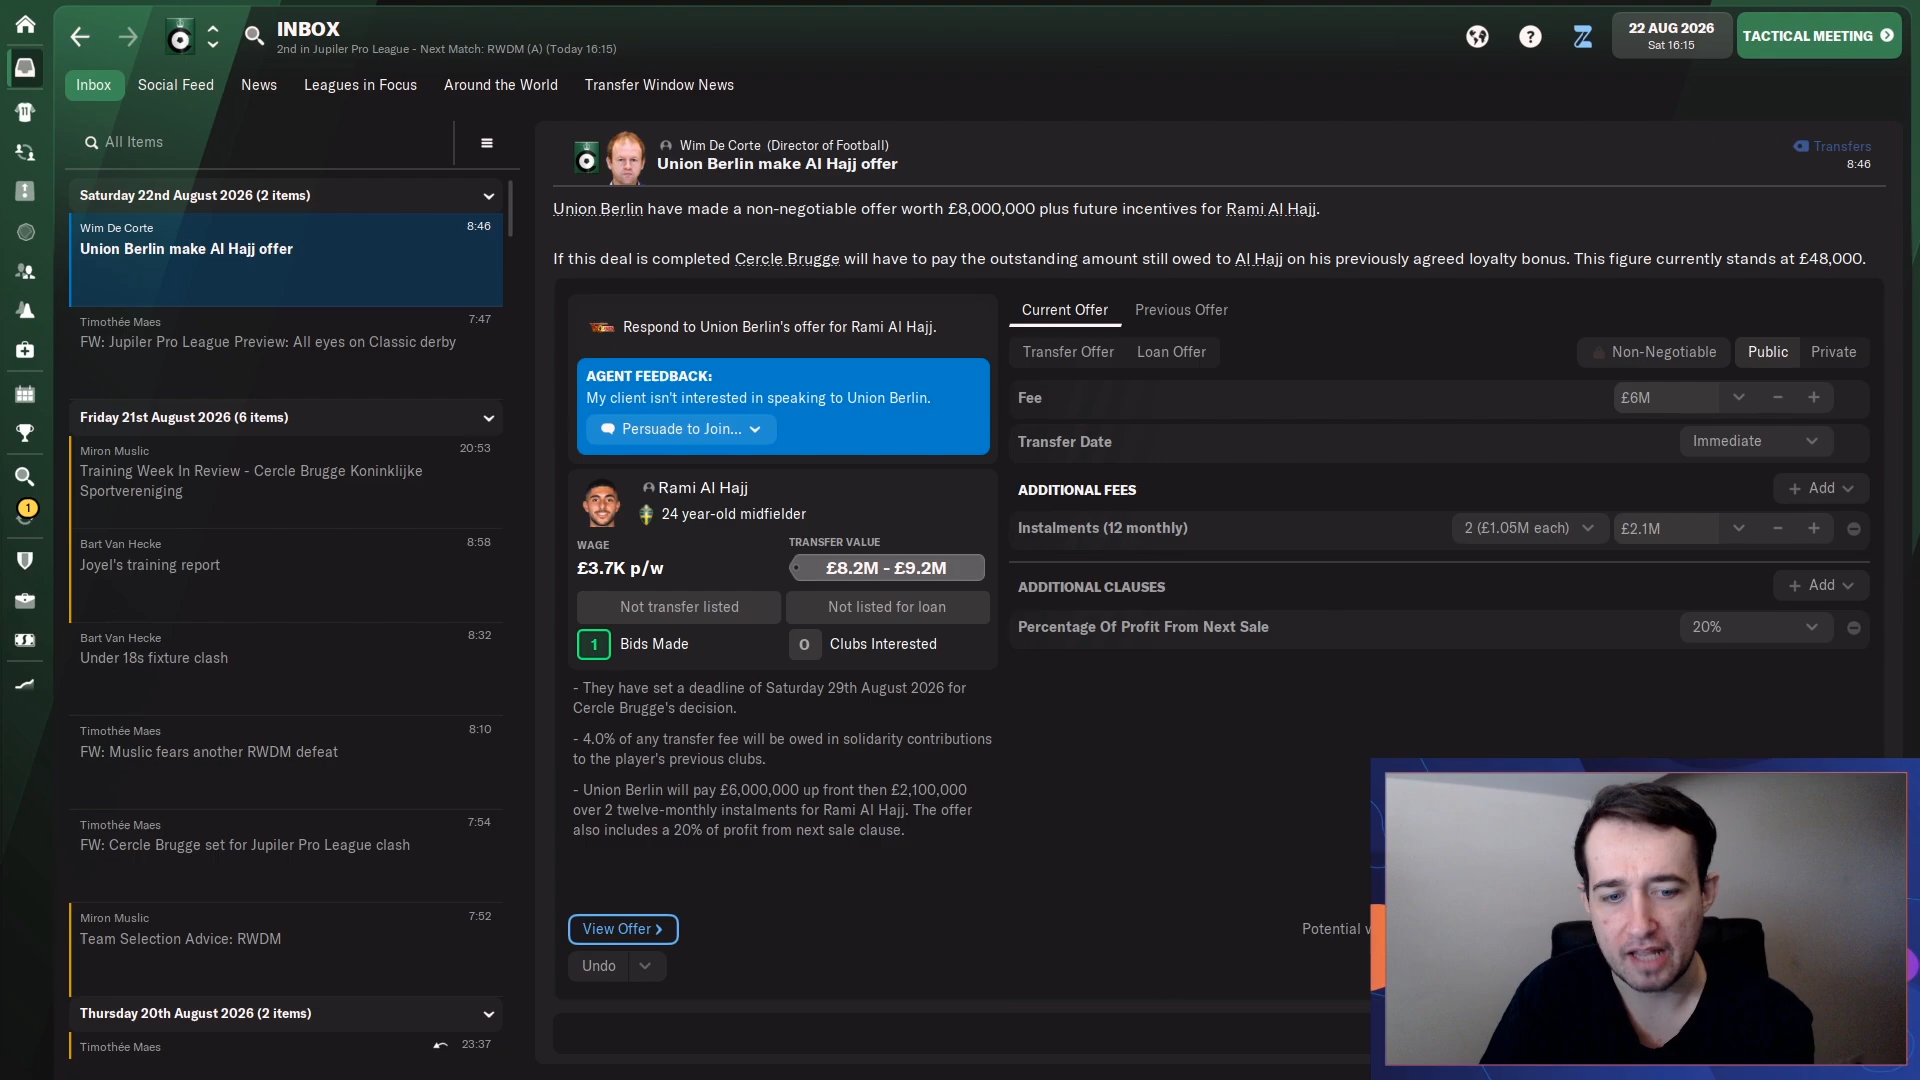 INBOX
2nd in Jupiler Pro League - Next Match: RWDM (A) (Today 16:15)
22 AUG 2026
Sat 16:15
TACTICAL MEETING
Inbox
Social Feed
News
Leagues in Focus
Around the World
Transfer Window News
All Items
Saturday 22nd August 2026 (2 items)
Wim De Corte
8:46
Union Berlin make Al Hajj offer
Timothée Maes
7:47
FW: Jupiler Pro League Preview: All eyes on Classic derby
Friday 21st August 2026 (6 items)
Miron Muslic
20:53
Training Week In Review - Cercle Brugge Koninklijke
Sportvereniging
Bart Van Hecke
8:58
Joyel's training report
Bart Van Hecke
8:32
Under 18s fixture clash
Timothée Maes
8:10
FW: Muslic fears another RWDM defeat
Timothée Maes
7:54
FW: Cercle Brugge set for Jupiler Pro League clash
Miron Muslic
7:52
Team Selection Advice: RWDM
Thursday 20th August 2026 (2 items)
Timothée Maes
23:37
11
1
Wim De Corte (Director of Football)
Union Berlin make Al Hajj offer
Transfers
8:46
Union Berlin have made a non-negotiable offer worth £8,000,000 plus future incentives for Rami Al Hajj.
If this deal is completed Cercle Brugge will have to pay the outstanding amount still owed to Al Hajj on his previously agreed loyalty bonus. This figure currently stands at £48,000.
Respond to Union Berlin's offer for Rami Al Hajj.
AGENT FEEDBACK:
My client isn't interested in speaking to Union Berlin.
Persuade to Join...
Rami Al Hajj
24 year-old midfielder
WAGE
£3.7K p/w
TRANSFER VALUE
£8.2M - £9.2M
Not transfer listed
Not listed for loan
1 Bids Made
0 Clubs Interested
- They have set a deadline of Saturday 29th August 2026 for
Cercle Brugge's decision.
- 4.0% of any transfer fee will be owed in solidarity contributions
to the player's previous clubs.
- Union Berlin will pay £6,000,000 up front then £2,100,000
over 2 twelve-monthly instalments for Rami Al Hajj. The offer
also includes a 20% of profit from next sale clause.
View Offer
Undo
Current Offer
Previous Offer
Transfer Offer
Loan Offer
Non-Negotiable
Public
Private
Fee
£6M
Transfer Date
Immediate
ADDITIONAL FEES
Add
Instalments (12 monthly)
2 (£1.05M each)
£2.1M
ADDITIONAL CLAUSES
Add
Percentage Of Profit From Next Sale
20%
Potential